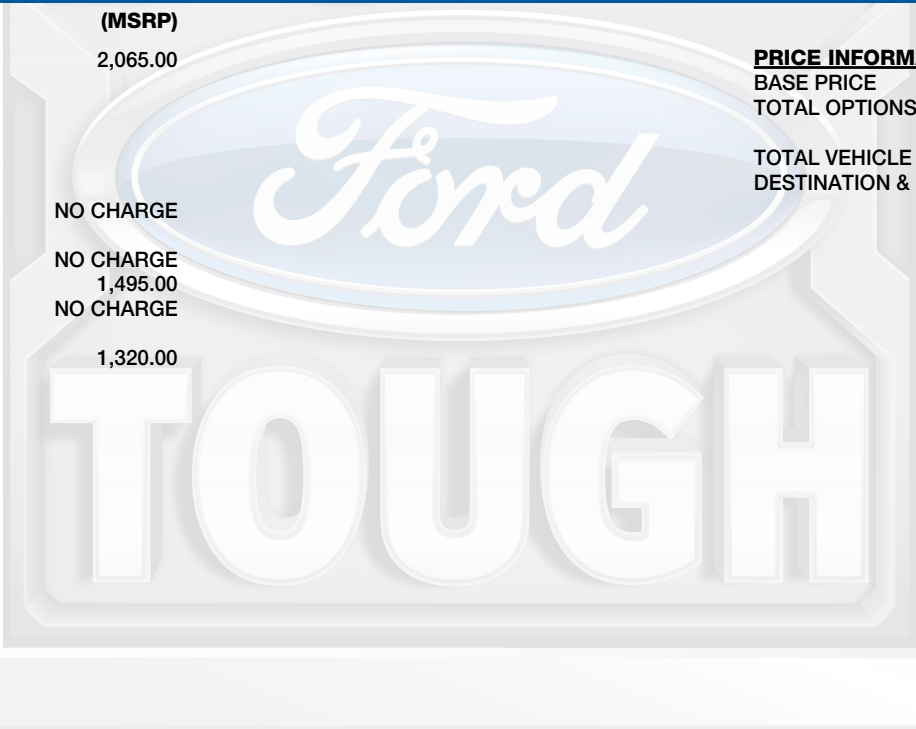 (MSRP)
2,065.00
NO CHARGE
NO CHARGE
1,495.00
NO CHARGE
1,320.00
PRICE INFORMA
BASE PRICE
TOTAL OPTIONS
TOTAL VEHICLE
DESTINATION &
Ford
TOUGH